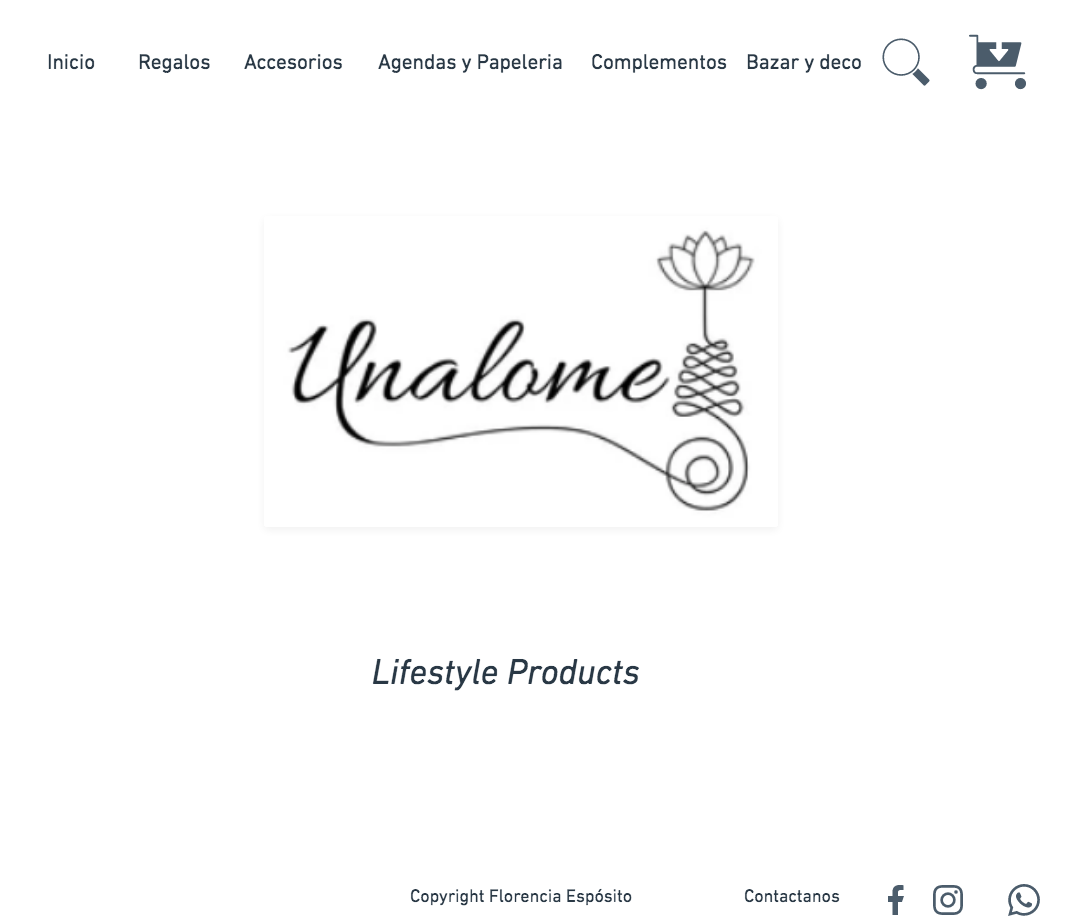 Inicio Regalos Accesorios Agendas y Papeleria Complementos Bazar y deco
Unalome
Lifestyle Products
Copyright Florencia Espósito Contactanos